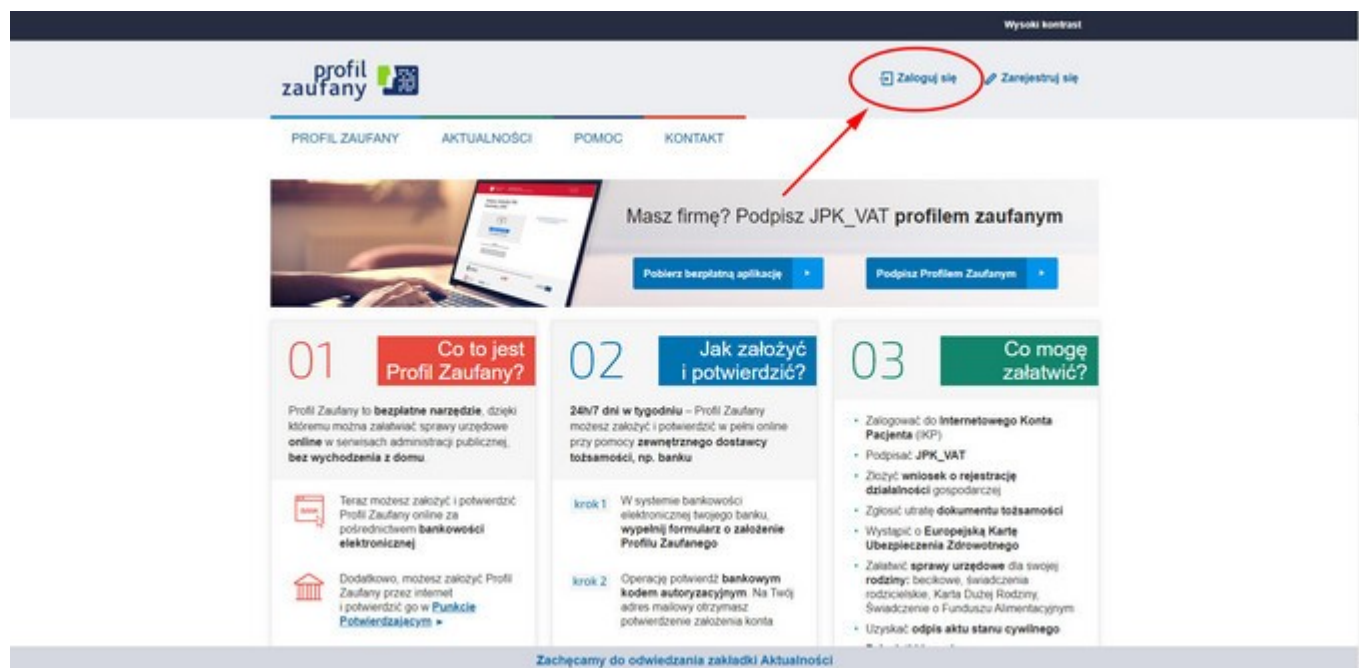 Wysoki kontrast
profil
zaufany
Zaloguj się
Zarejestruj się
PROFIL ZAUFANY
AKTUALNOŚCI
POMOC
KONTAKT
Masz firmę? Podpisz JPK_VAT profilem zaufanym
Pobierz bezpłatną aplikację
Podpisz Profilem Zaufanym
01
Co to jest
Profil Zaufany?
Profil Zaufany to bezpłatne narzędzie, dzięki
któremu można załatwiać sprawy urzędowe
online w serwisach administracji publicznej,
bez wychodzenia z domu.
Teraz możesz założyć i potwierdzić
Profil Zaufany online za
pośrednictwem bankowości
elektronicznej
Dodatkowo, możesz założyć Profil
Zaufany przez internet
i potwierdzić go w Punkcie
Potwierdzającym ►
02
Jak założyć
i potwierdzić?
24h/7 dni w tygodniu – Profil Zaufany
możesz założyć i potwierdzić w pełni online
przy pomocy zewnętrznego dostawcy
tożsamości, np. banku
krok 1
W systemie bankowości
elektronicznej twojego banku,
wypełnij formularz o założenie
Profilu Zaufanego
krok 2
Operację potwierdź bankowym
kodem autoryzacyjnym. Na Twój
adres mailowy otrzymasz
potwierdzenie założenia konta
03
Co mogę
załatwić?
• Zalogować do Internetowego Konta
Pacjenta (IKP)
• Podpisać JPK_VAT
• Złożyć wniosek o rejestrację
działalności gospodarczej
• Zgłosić utratę dokumentu tożsamości
• Wystąpić o Europejską Kartę
Ubezpieczenia Zdrowotnego
• Załatwić sprawy urzędowe dla swojej
rodziny: becikowe, świadczenia
rodzicielskie, Karta Dużej Rodziny,
Świadczenie o Funduszu Alimentacyjnym
• Uzyskać odpis aktu stanu cywilnego
Zachęcamy do odwiedzania zakładki Aktualności